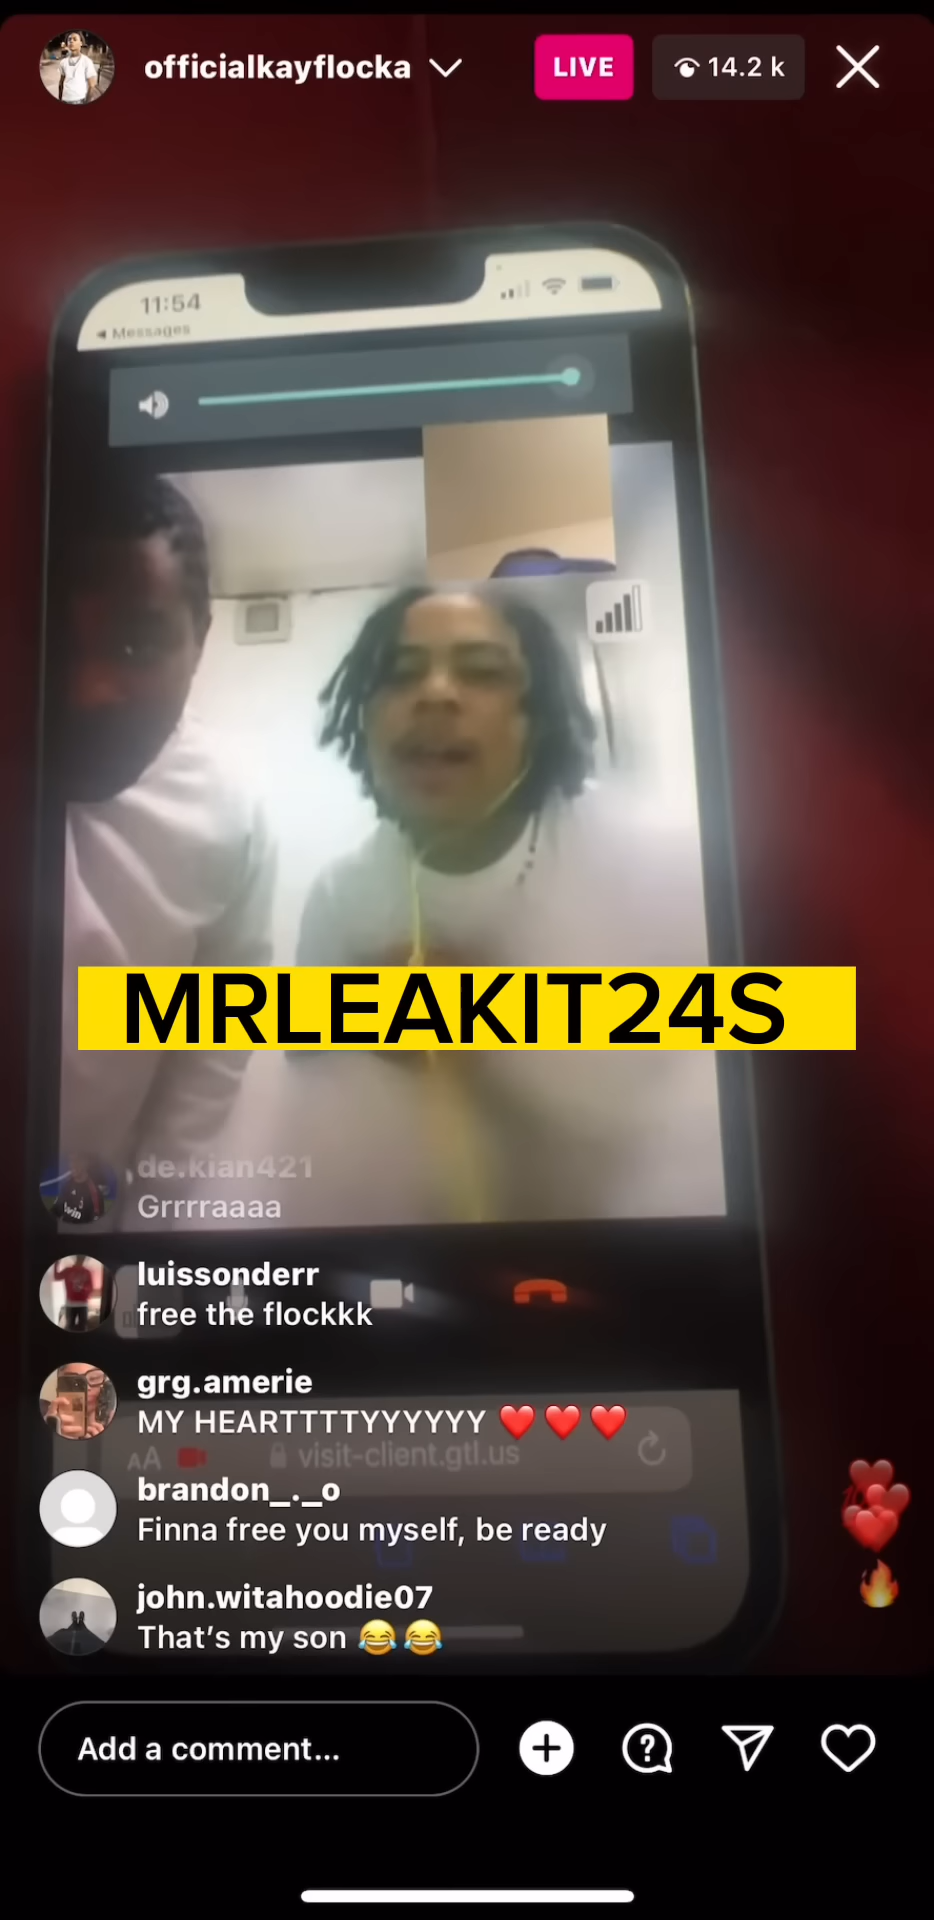 officialkayflocka
LIVE
14.2 k
11:54
Messages
MRLEAKIT24S
de.kian421
Grrrraaaa
luissonderr
free the flockkk
grg.amerie
MY HEARTTTTYYYYYY ❤️ ❤️ ❤️
AA
visit-client.gtl.us
brandon_._o
Finna free you myself, be ready
john.witahoodie07
That's my son 😂😂
Add a comment...